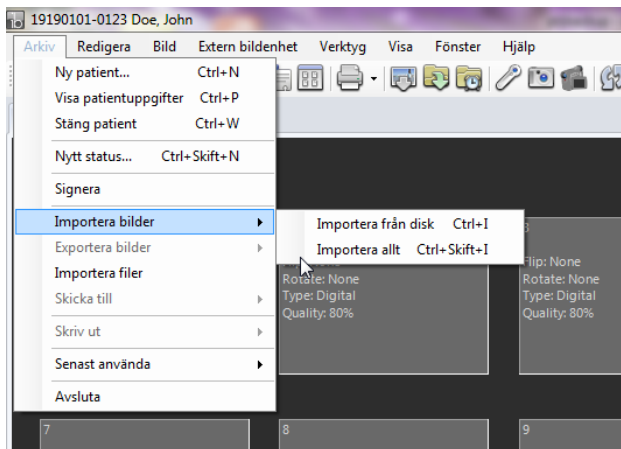 19190101-0123 Doe, John
Arkiv Redigera Bild Extern bildenhet Verktyg Visa Fönster Hjälp
Ny patient... Ctrl+N
Visa patientuppgifter Ctrl+P
Stäng patient Ctrl+W
Nytt status... Ctrl+Skift+N
Signera
Importera bilder
Importera från disk Ctrl+I
Importera allt Ctrl+Skift+I
Exportera bilder
Importera filer
Skicka till
Skriv ut
Senast använda
Avsluta
Rotate: None
Type: Digital
Quality: 80%
Flip: None
Rotate: None
Type: Digital
Quality: 80%
7 8 9